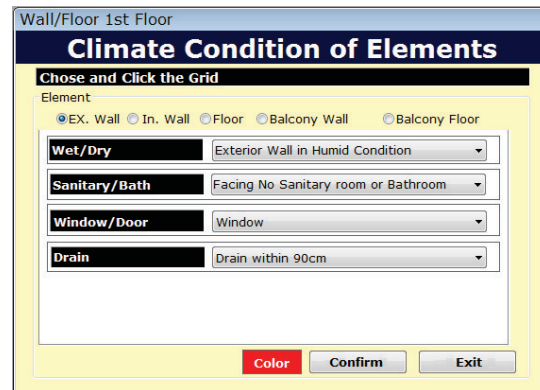 Wall/Floor 1st Floor
Climate Condition of Elements
Chose and Click the Grid
Element
EX. Wall In. Wall Floor Balcony Wall Balcony Floor
Wet/Dry Exterior Wall in Humid Condition
Sanitary/Bath Facing No Sanitary room or Bathroom
Window/Door Window
Drain Drain within 90cm
Color Confirm Exit